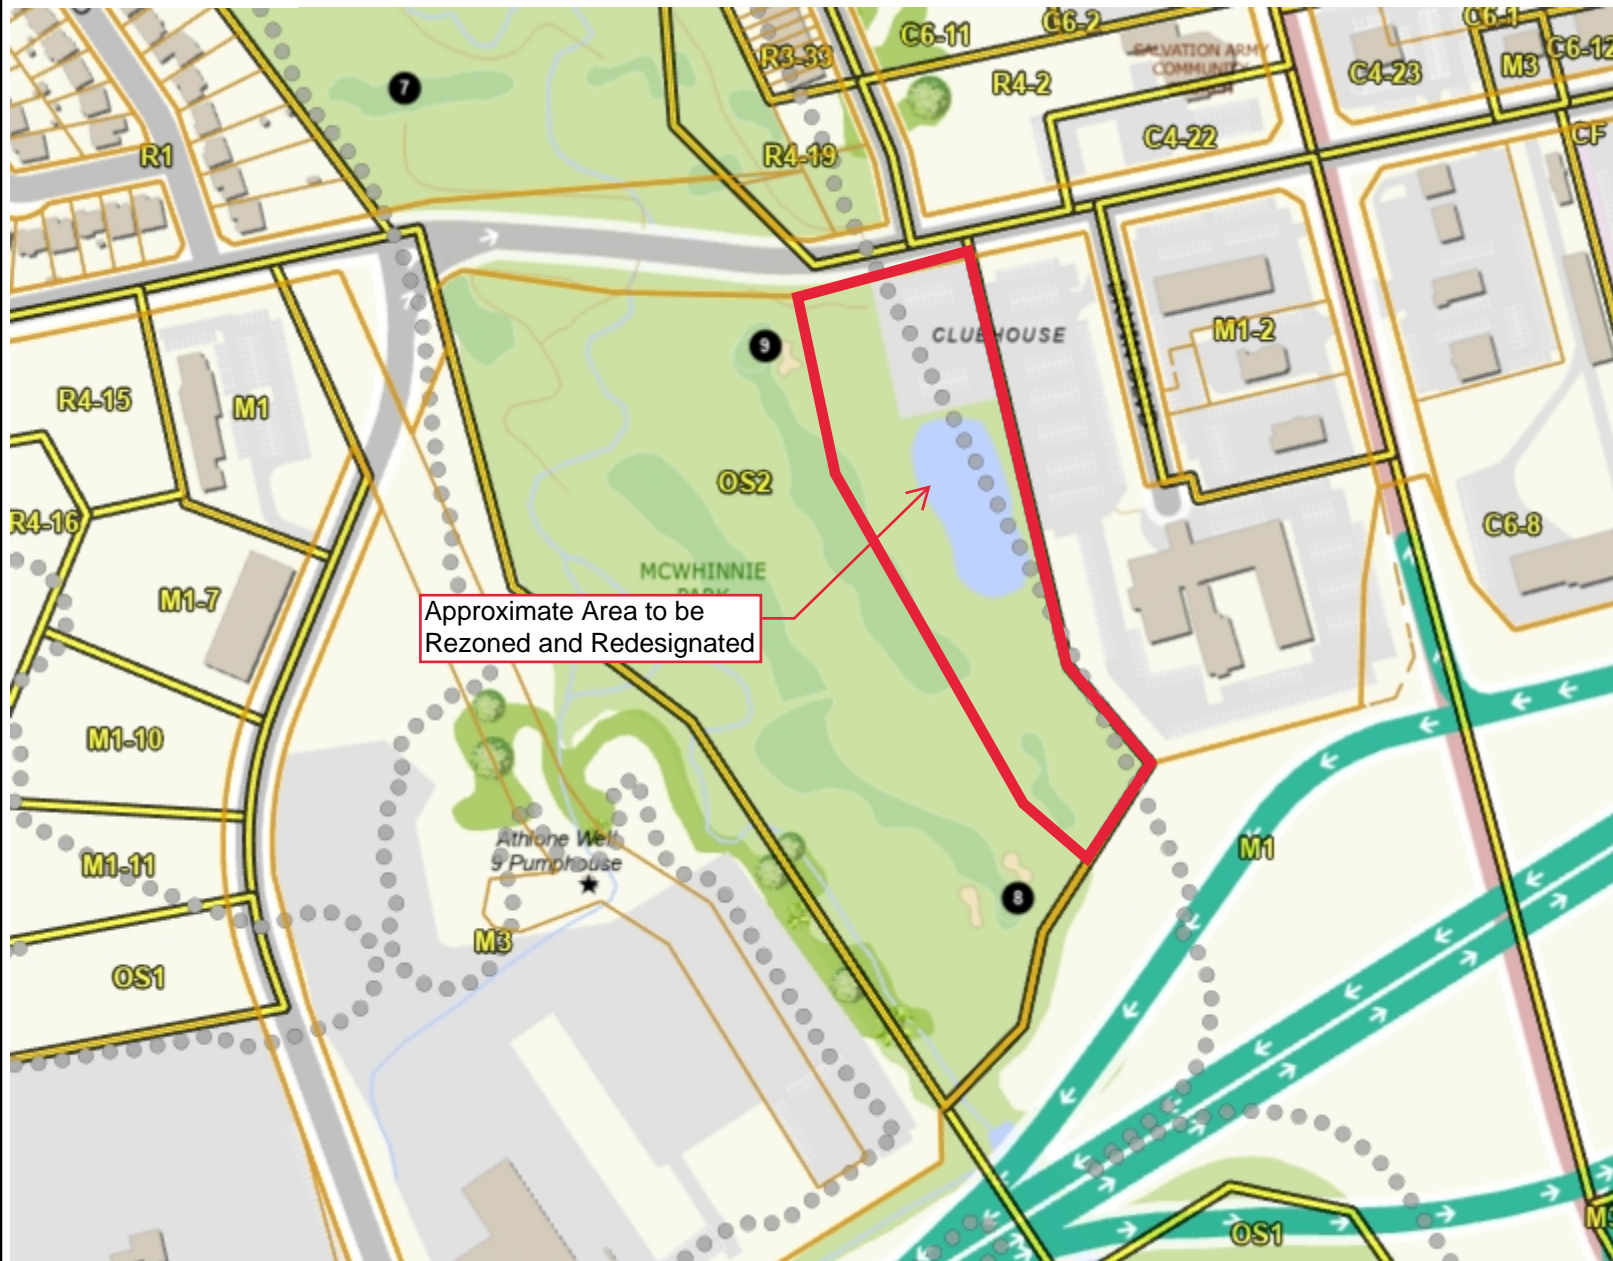 C6-11
C6-2
C6-1
R3-33
SALVATION ARMY
COMMUNITY
C4-23
M3
C6-12
7
R4-2
C4-22
CF
R1
R4-19
9
CLUBHOUSE
M1-2
R4-15
M1
OS2
R4-16
C6-8
MCWHINNIE
PARK
M1-7
Approximate Area to be
Rezoned and Redesignated
M1-10
Athlone Well
9 Pumphouse
M1
M1-11
8
M3
OS1
OS1